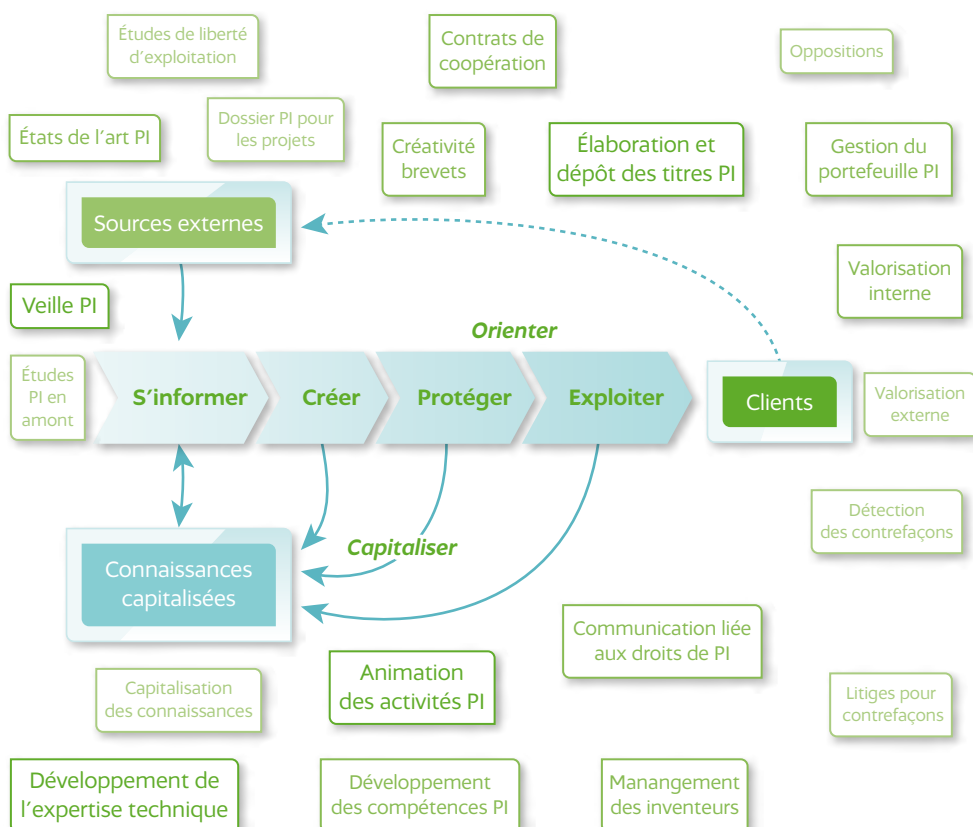 Études de liberté
d'exploitation
Contrats de
coopération
Oppositions
États de l'art PI
Dossier PI pour
les projets
Créativité
brevets
Élaboration et
dépôt des titres PI
Gestion du
portefeuille PI
Sources externes
Valorisation
interne
Veille PI
Orienter
Études
PI en
amont
S'informer
Créer
Protéger
Exploiter
Clients
Valorisation
externe
Détection
des contrefaçons
Capitaliser
Connaissances
capitalisées
Communication liée
aux droits de PI
Animation
des activités PI
Capitalisation
des connaissances
Litiges pour
contrefaçons
Développement de
l'expertise technique
Développement
des compétences PI
Manangement
des inventeurs